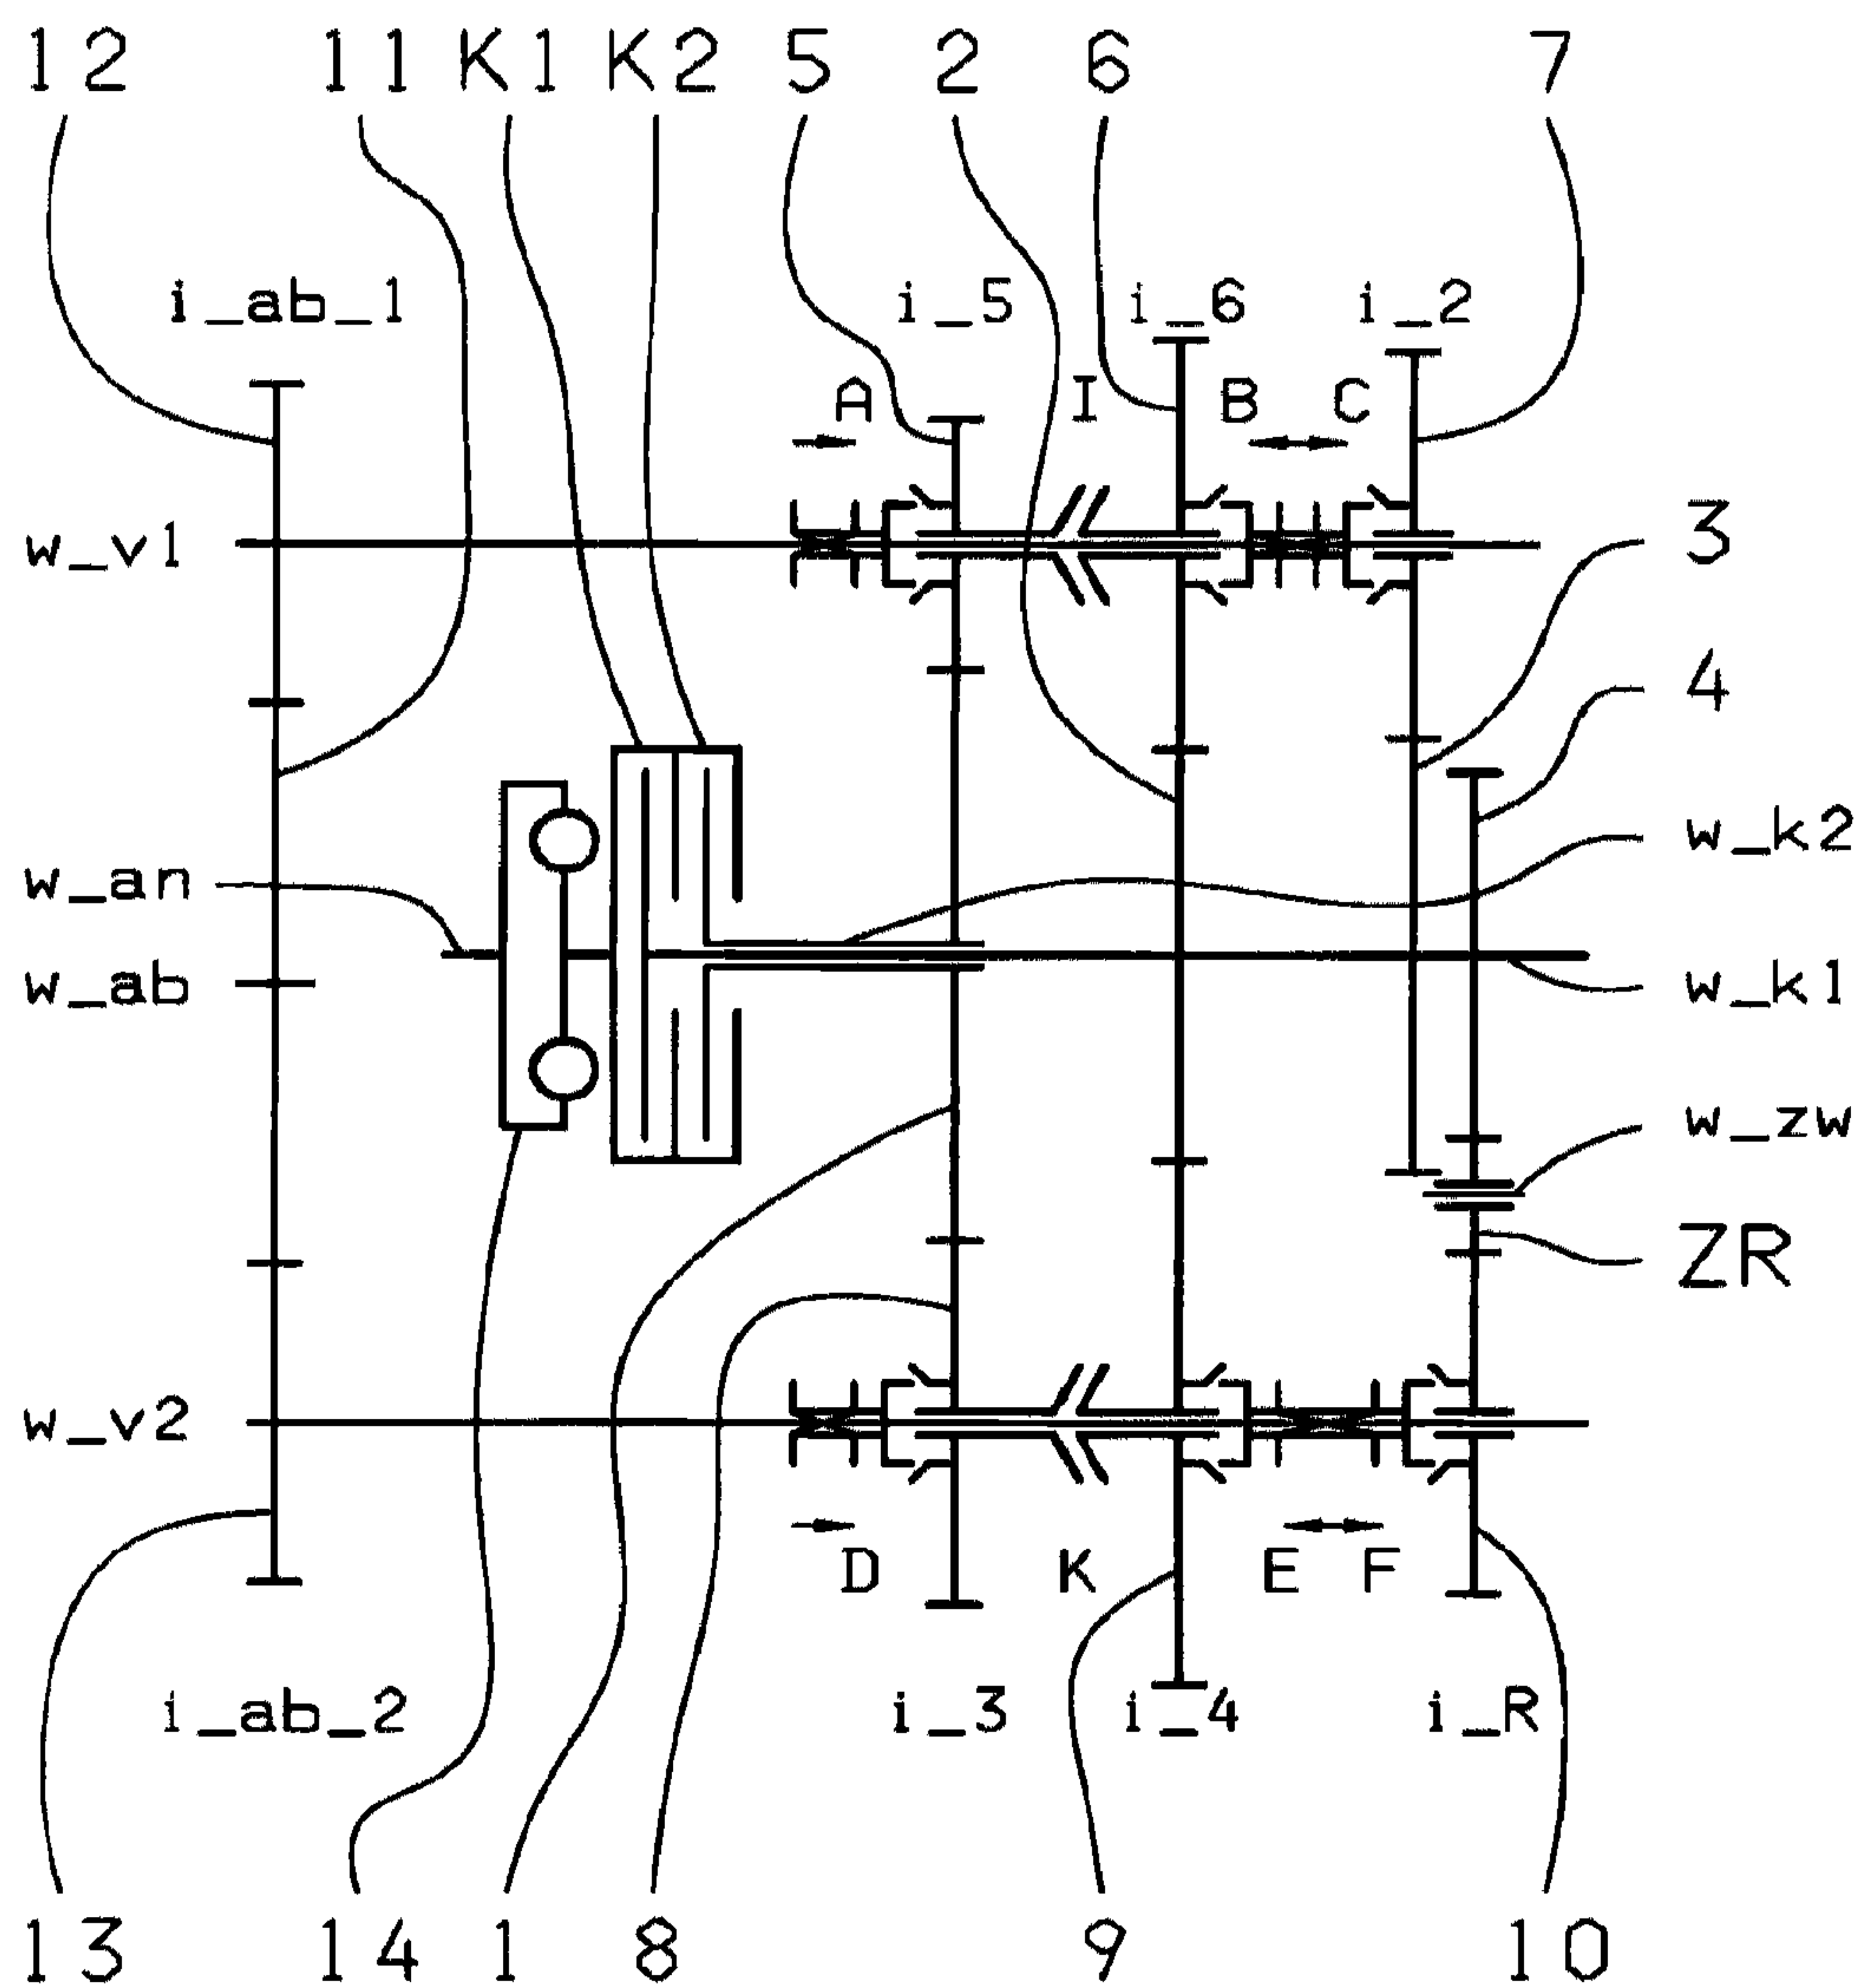 12 11 K1 K2 5 2 6 7
i_ab_1 i_5 i_6 i_2
A I B C
w_v1 3
4
w_k2
w_an
w_ab w_k1
w_zw
ZR
w_v2
D K E F
i_ab_2 i_3 i_4 i_R
13 14 1 8 9 10